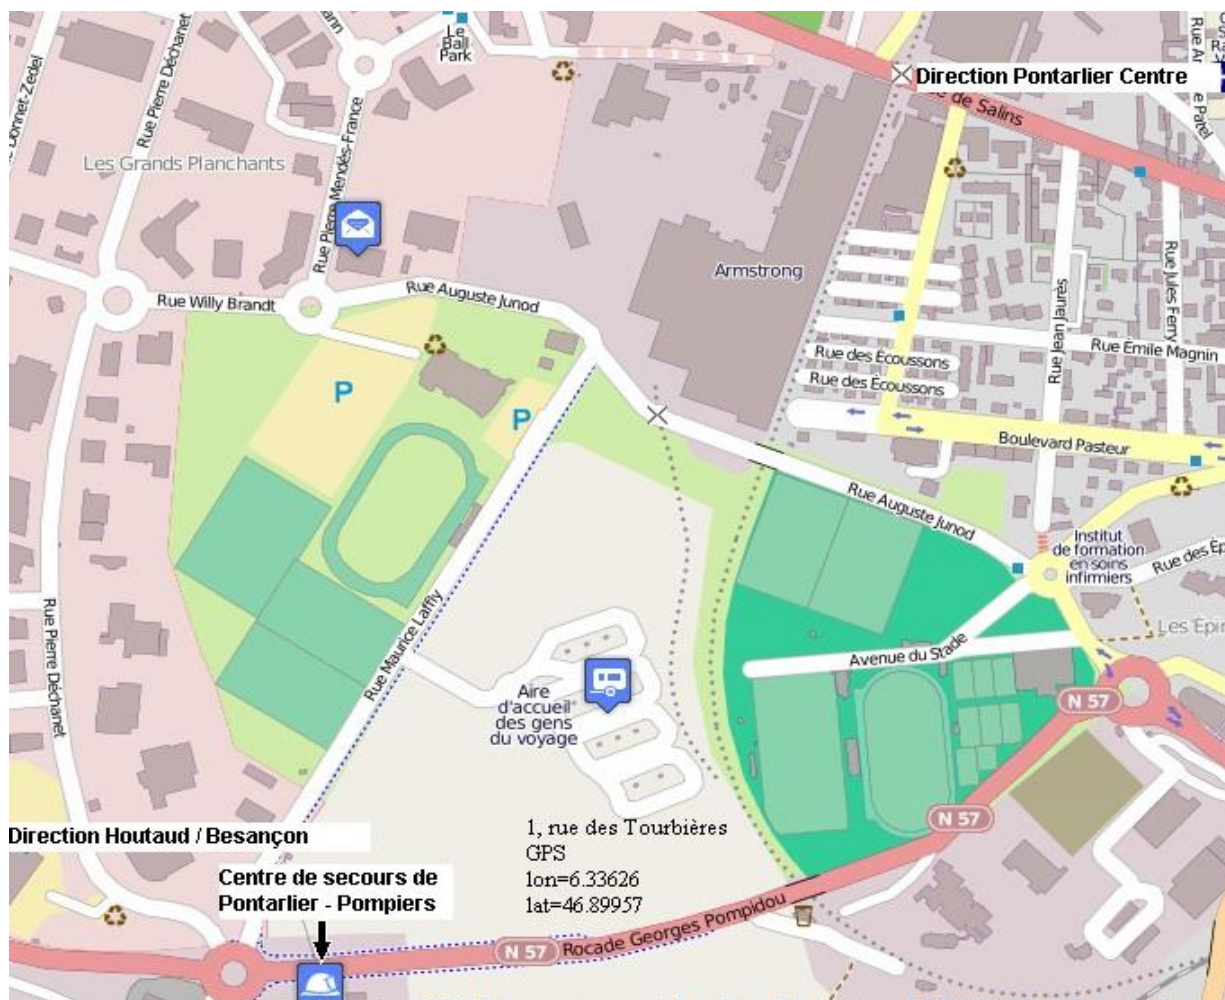 Le
Ball
Park
Rue Pierre Déchanet
Direction Pontarlier Centre
de Salins
Les Grands Planchants
Rue Pierre Mendès-France
Armstrong
Rue Auguste Junod
Rue Willy Brandt
Rue Jean Jaurès
Rue Jules Ferry
Rue Émile Magnin
Rue des Écoussons
Rue des Écoussons
P
P
Boulevard Pasteur
Rue Auguste Junod
Institut
de formation
en soins
infirmiers
Rue des Ép
Les Épin
Rue Pierre Déchanet
Rue Maurice Laffly
Avenue du Stade
Aire
d'accueil
des gens
du voyage
N 57
N 57
Direction Houtaud / Besançon
1, rue des Tourbières
GPS
lon=6.33626
lat=46.89957
Centre de secours de
Pontarlier - Pompiers
N 57
Rocade Georges Pompidou